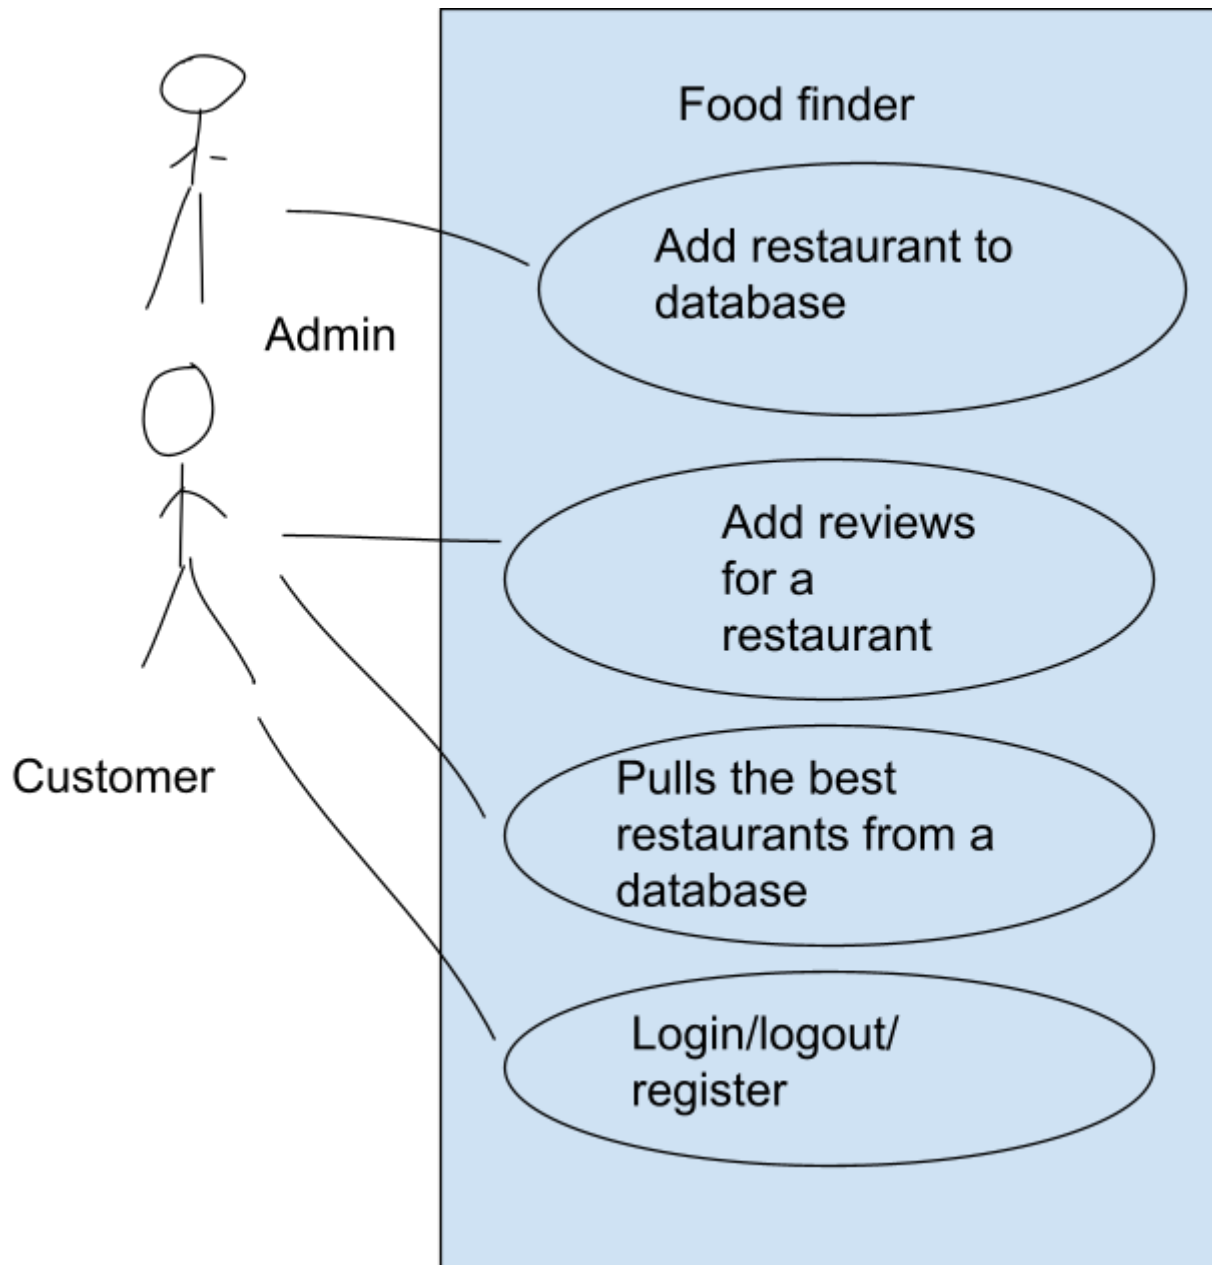 Food finder
Add restaurant to
database
Admin
Add reviews
for a
restaurant
Customer
Pulls the best
restaurants from a
database
Login/logout/
register